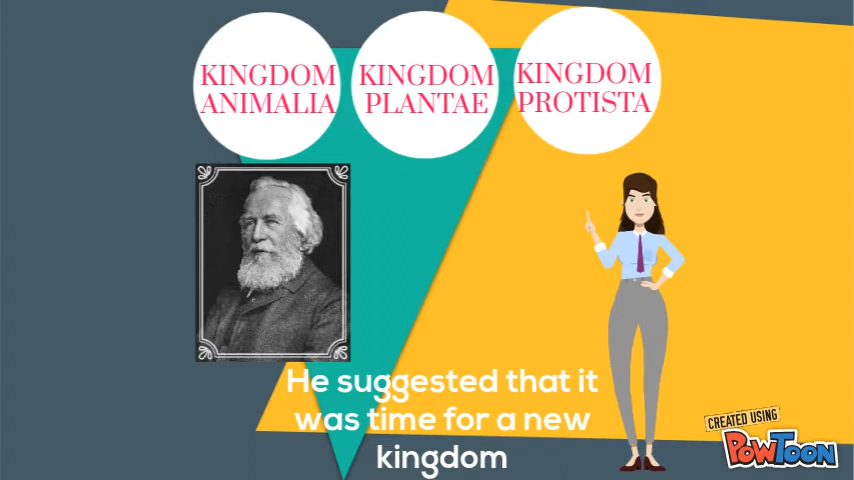 KINGDOM
ANIMALIA
KINGDOM
PLANTAE
KINGDOM
PROTISTA
He suggested that it
was time for a new
kingdom
CREATED USING
POWTOON